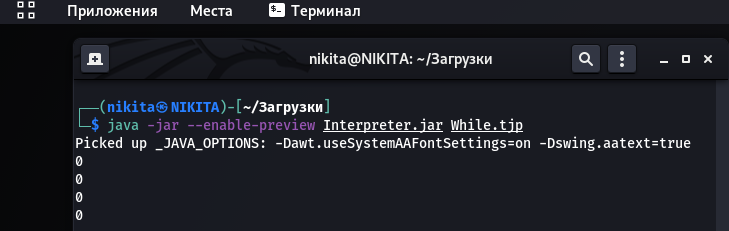 Приложения Места Терминал
nikita@NIKITA: ~/Загрузки
┌──(nikita㉿NIKITA)-[~/Загрузки]
└─$ java -jar --enable-preview Interpreter.jar While.tjp
Picked up _JAVA_OPTIONS: -Dawt.useSystemAAFontSettings=on -Dswing.aatext=true
0
0
0
0